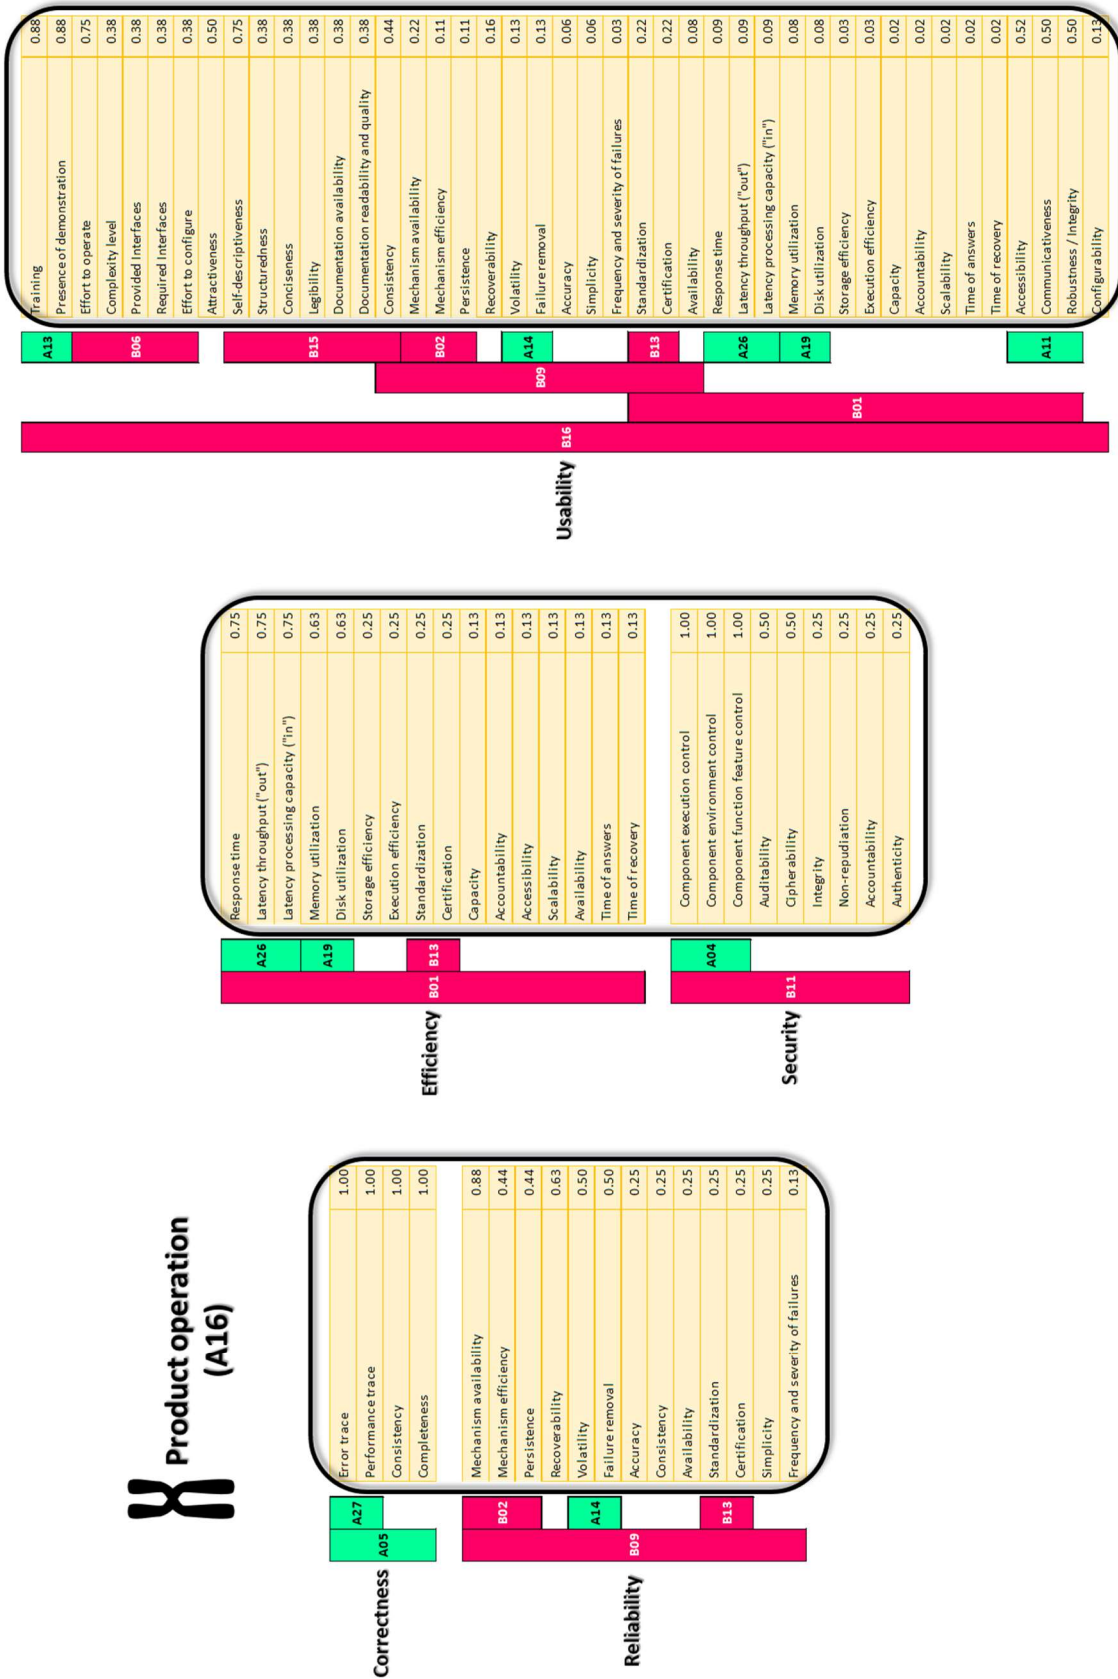 Product operation
(A16)
Correctness
A05
A27
Error trace 1.00
Performance trace 1.00
Consistency 1.00
Completeness 1.00
Reliability
B09
B02
A14
B13
Mechanism availability 0.88
Mechanism efficiency 0.44
Persistence 0.44
Recoverability 0.63
Volatility 0.50
Failure removal 0.50
Accuracy 0.25
Consistency 0.25
Availability 0.25
Standardization 0.25
Certification 0.25
Simplicity 0.25
Frequency and severity of failures 0.13
Efficiency
B01
A26
A19
B13
Response time 0.75
Latency throughput ("out") 0.75
Latency processing capacity ("in") 0.75
Memory utilization 0.63
Disk utilization 0.63
Storage efficiency 0.25
Execution efficiency 0.25
Standardization 0.25
Certification 0.25
Capacity 0.13
Accountability 0.13
Accessibility 0.13
Scalability 0.13
Availability 0.13
Time of answers 0.13
Time of recovery 0.13
Security
B11
A04
Component execution control 1.00
Component environment control 1.00
Component function feature control 1.00
Auditability 0.50
Cipherability 0.50
Integrity 0.25
Non-repudiation 0.25
Accountability 0.25
Authenticity 0.25
Usability
B16
B01
B09
A13
B06
B15
B02
A14
B13
A26
A19
A11
Training 0.88
Presence of demonstration 0.88
Effort to operate 0.75
Complexity level 0.38
Provided Interfaces 0.38
Required Interfaces 0.38
Effort to configure 0.38
Attractiveness 0.50
Self-descriptiveness 0.75
Structuredness 0.38
Conciseness 0.38
Legibility 0.38
Documentation availability 0.38
Documentation readability and quality 0.38
Consistency 0.44
Mechanism availability 0.22
Mechanism efficiency 0.11
Persistence 0.11
Recoverability 0.16
Volatility 0.13
Failure removal 0.13
Accuracy 0.06
Simplicity 0.06
Frequency and severity of failures 0.03
Standardization 0.22
Certification 0.22
Availability 0.08
Response time 0.09
Latency throughput ("out") 0.09
Latency processing capacity ("in") 0.09
Memory utilization 0.08
Disk utilization 0.08
Storage efficiency 0.03
Execution efficiency 0.03
Capacity 0.02
Accountability 0.02
Scalability 0.02
Time of answers 0.02
Time of recovery 0.02
Accessibility 0.52
Communicativeness 0.50
Robustness / Integrity 0.50
Configurability 0.13